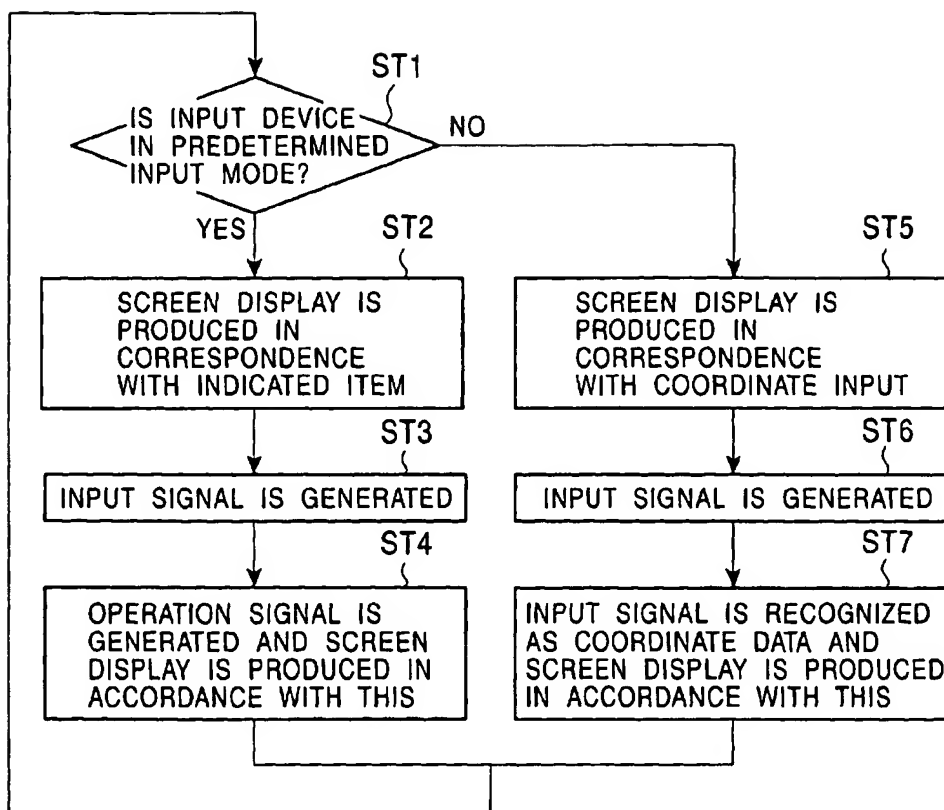 ST1
IS INPUT DEVICE
IN PREDETERMINED
INPUT MODE?
NO
YES
ST2
SCREEN DISPLAY IS
PRODUCED IN
CORRESPONDENCE
WITH INDICATED ITEM
ST3
INPUT SIGNAL IS GENERATED
ST4
OPERATION SIGNAL IS
GENERATED AND SCREEN
DISPLAY IS PRODUCED IN
ACCORDANCE WITH THIS
ST5
SCREEN DISPLAY IS
PRODUCED IN
CORRESPONDENCE
WITH COORDINATE INPUT
ST6
INPUT SIGNAL IS GENERATED
ST7
INPUT SIGNAL IS RECOGNIZED
AS COORDINATE DATA AND
SCREEN DISPLAY IS PRODUCED
IN ACCORDANCE WITH THIS